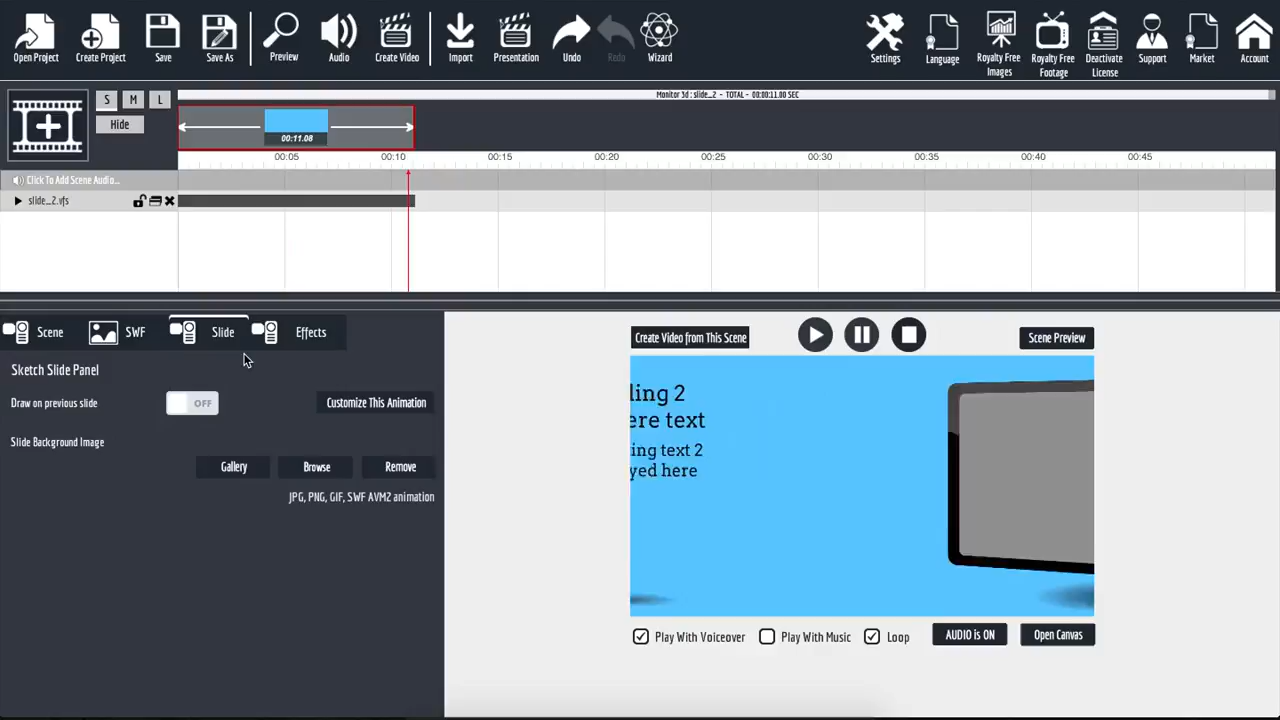 Open Project
Create Project
Save
Save As
Preview
Audio
Create Video
Import
Presentation
Undo
Redo
Wizard
Settings
Language
Royalty Free
Images
Royalty Free
Footage
Deactivate
License
Support
Market
Account
S M L
Hide
Monitor 3d : slide_2 - TOTAL - 00:00:11.00 SEC
00:11.08
00:05 00:10 00:15 00:20 00:25 00:30 00:35 00:40 00:45
Click To Add Scene Audio...
slide_2.vfs
Scene SWF Slide Effects
Sketch Slide Panel
Draw on previous slide OFF Customize This Animation
Slide Background Image
Gallery Browse Remove
JPG, PNG, GIF, SWF AVM2 animation
Create Video from This Scene
Scene Preview
ling 2
ere text
ing text 2
yed here
Play With Voiceover Play With Music Loop AUDIO is ON Open Canvas